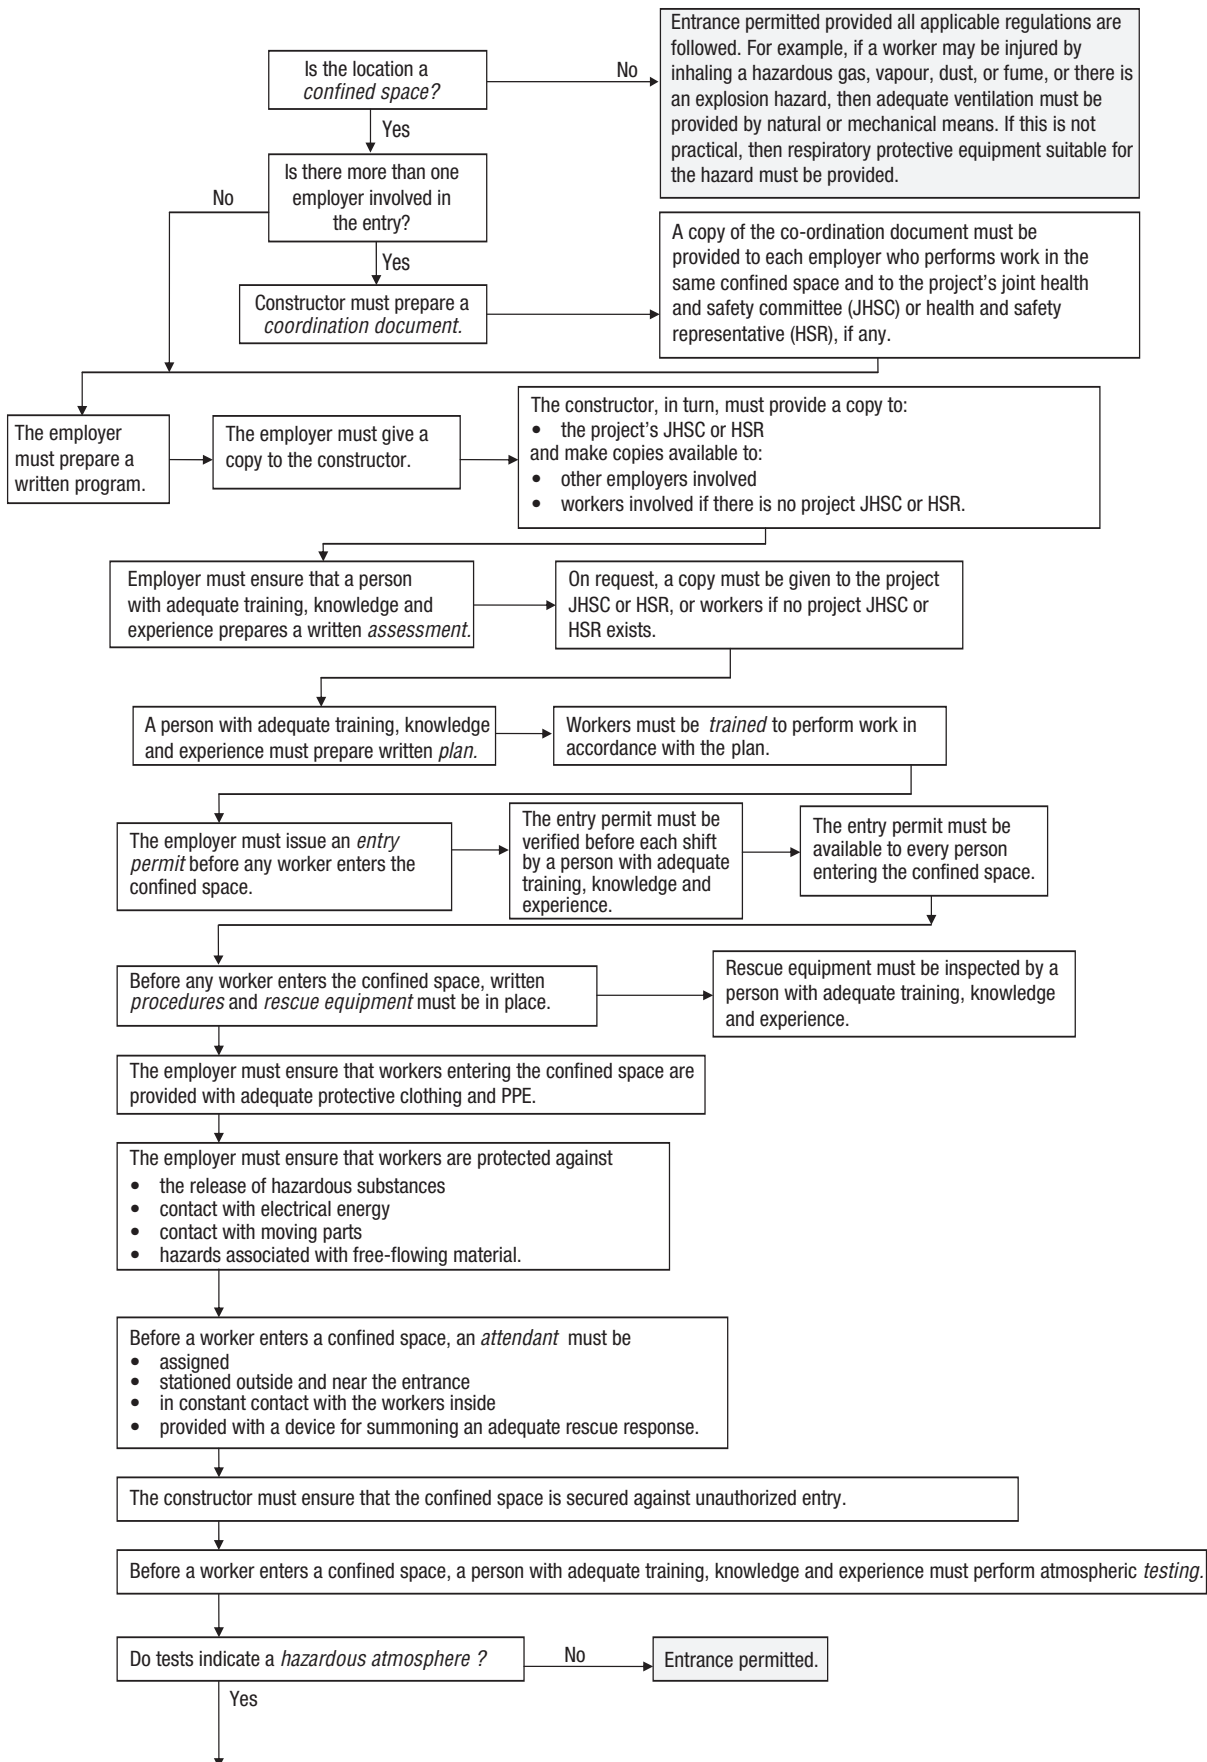 Is the location a
confined space?
No
Entrance permitted provided all applicable regulations are
followed. For example, if a worker may be injured by
inhaling a hazardous gas, vapour, dust, or fume, or there is
an explosion hazard, then adequate ventilation must be
provided by natural or mechanical means. If this is not
practical, then respiratory protective equipment suitable for
the hazard must be provided.
Yes
Is there more than one
employer involved in
the entry?
No
Yes
Constructor must prepare a
coordination document.
A copy of the co-ordination document must be
provided to each employer who performs work in the
same confined space and to the project's joint health
and safety committee (JHSC) or health and safety
representative (HSR), if any.
The employer
must prepare a
written program.
The employer must give a
copy to the constructor.
The constructor, in turn, must provide a copy to:
• the project's JHSC or HSR
and make copies available to:
• other employers involved
• workers involved if there is no project JHSC or HSR.
Employer must ensure that a person
with adequate training, knowledge and
experience prepares a written assessment.
On request, a copy must be given to the project
JHSC or HSR, or workers if no project JHSC or
HSR exists.
A person with adequate training, knowledge
and experience must prepare written plan.
Workers must be trained to perform work in
accordance with the plan.
The employer must issue an entry
permit before any worker enters the
confined space.
The entry permit must be
verified before each shift
by a person with adequate
training, knowledge and
experience.
The entry permit must be
available to every person
entering the confined space.
Before any worker enters the confined space, written
procedures and rescue equipment must be in place.
Rescue equipment must be inspected by a
person with adequate training, knowledge
and experience.
The employer must ensure that workers entering the confined space are
provided with adequate protective clothing and PPE.
The employer must ensure that workers are protected against
• the release of hazardous substances
• contact with electrical energy
• contact with moving parts
• hazards associated with free-flowing material.
Before a worker enters a confined space, an attendant must be
• assigned
• stationed outside and near the entrance
• in constant contact with the workers inside
• provided with a device for summoning an adequate rescue response.
The constructor must ensure that the confined space is secured against unauthorized entry.
Before a worker enters a confined space, a person with adequate training, knowledge and experience must perform atmospheric testing.
Do tests indicate a hazardous atmosphere ?
No
Entrance permitted.
Yes